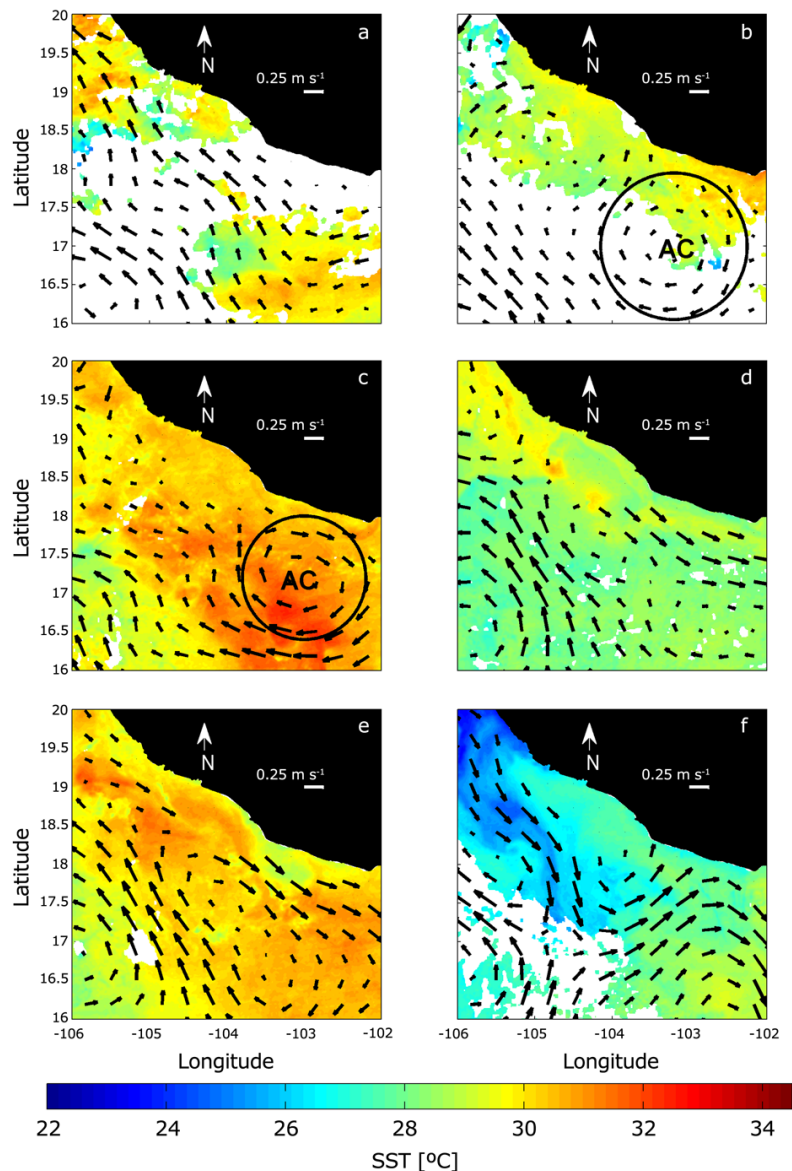 20
19.5
19
18.5
18
17.5
17
16.5
16
Latitude
a
N
0.25 m s⁻¹
b
N
0.25 m s⁻¹
AC
20
19.5
19
18.5
18
17.5
17
16.5
16
Latitude
c
N
0.25 m s⁻¹
AC
d
N
0.25 m s⁻¹
20
19.5
19
18.5
18
17.5
17
16.5
16
Latitude
e
N
0.25 m s⁻¹
-106 -105 -104 -103 -102
Longitude
f
N
0.25 m s⁻¹
-106 -105 -104 -103 -102
Longitude
22 24 26 28 30 32 34
SST [ºC]